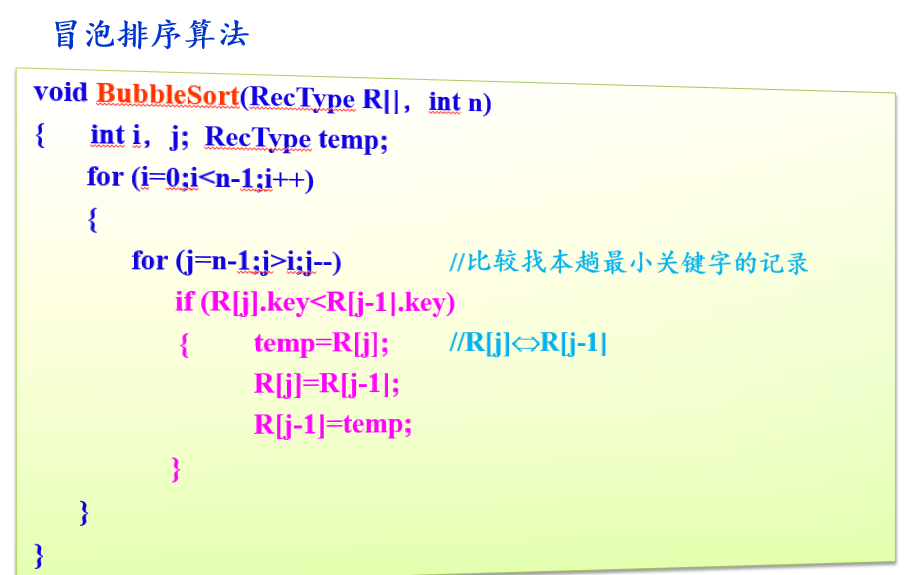 冒泡排序算法
void BubbleSort(RecType R[], int n)
{ int i, j; RecType temp;
for (i=0;i<n-1;i++)
{
for (j=n-1;j>i;j--) //比较找本趟最小关键字的记录
if (R[j].key<R[j-1].key)
{ temp=R[j]; //R[j]⇔R[j-1]
R[j]=R[j-1];
R[j-1]=temp;
}
}
}